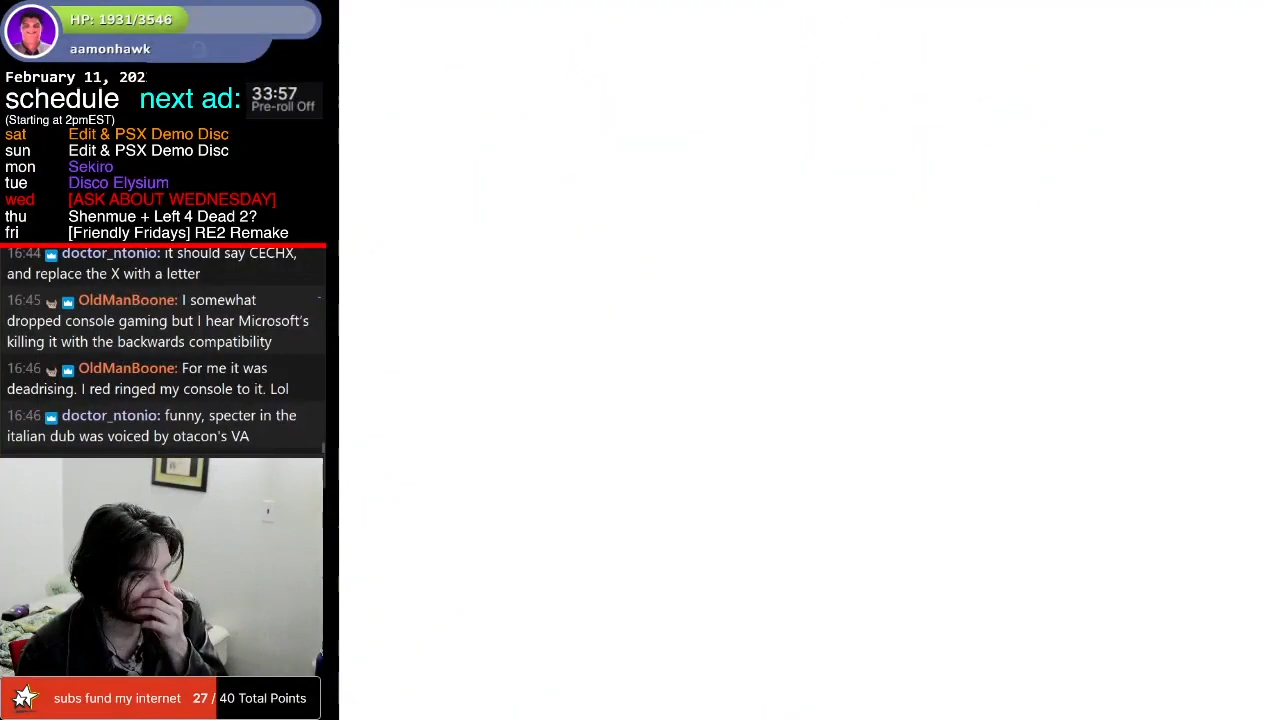 HP: 1931/3546
aamonhawk
February 11, 202
schedule next ad: 33:57
Pre-roll Off
(Starting at 2pmEST)
sat Edit & PSX Demo Disc
sun Edit & PSX Demo Disc
mon Sekiro
tue Disco Elysium
wed [ASK ABOUT WEDNESDAY]
thu Shenmue + Left 4 Dead 2?
fri [Friendly Fridays] RE2 Remake
16:44 doctor_ntonio: it should say CECHX,
and replace the X with a letter
16:45 OldManBoone: I somewhat
dropped console gaming but I hear Microsoft's
killing it with the backwards compatibility
16:46 OldManBoone: For me it was
deadrising. I red ringed my console to it. Lol
16:46 doctor_ntonio: funny, specter in the
italian dub was voiced by otacon's VA
subs fund my internet 27 / 40 Total Points